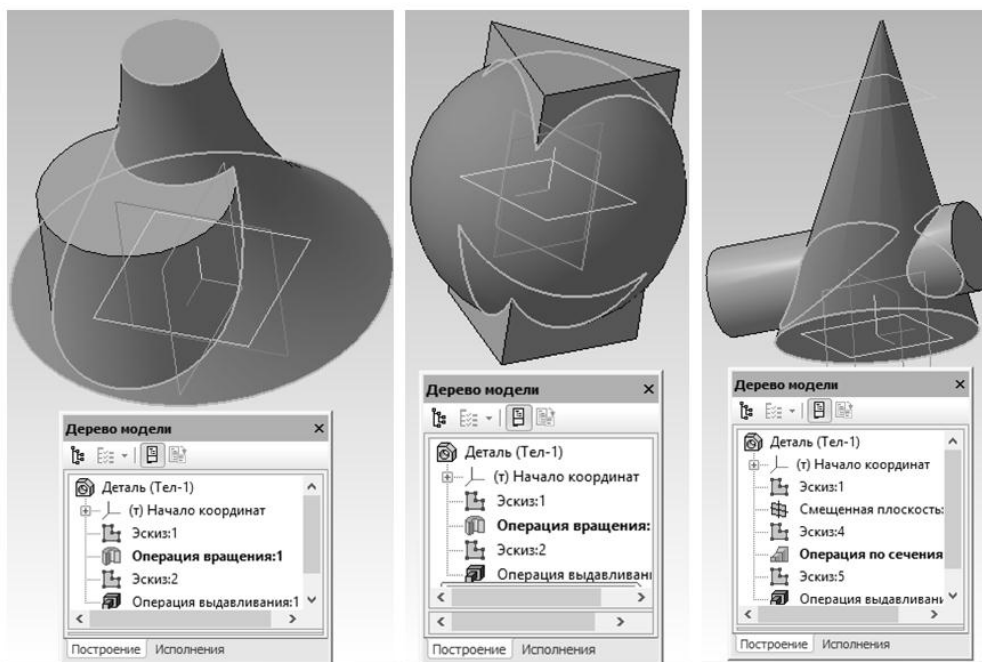 Дерево модели
Деталь (Тел-1)
(т) Начало координат
Эскиз:1
Операция вращения:1
Эскиз:2
Операция выдавливания:1
Построение Исполнения
Дерево модели
Деталь (Тел-1)
(т) Начало координат
Эскиз:1
Операция вращения:
Эскиз:2
Операция выдавливани
Построение Исполнения
Дерево модели
Деталь (Тел-1)
(т) Начало координат
Эскиз:1
Смещенная плоскость:
Эскиз:4
Операция по сечения
Эскиз:5
Операция выдавливани
Построение Исполнения